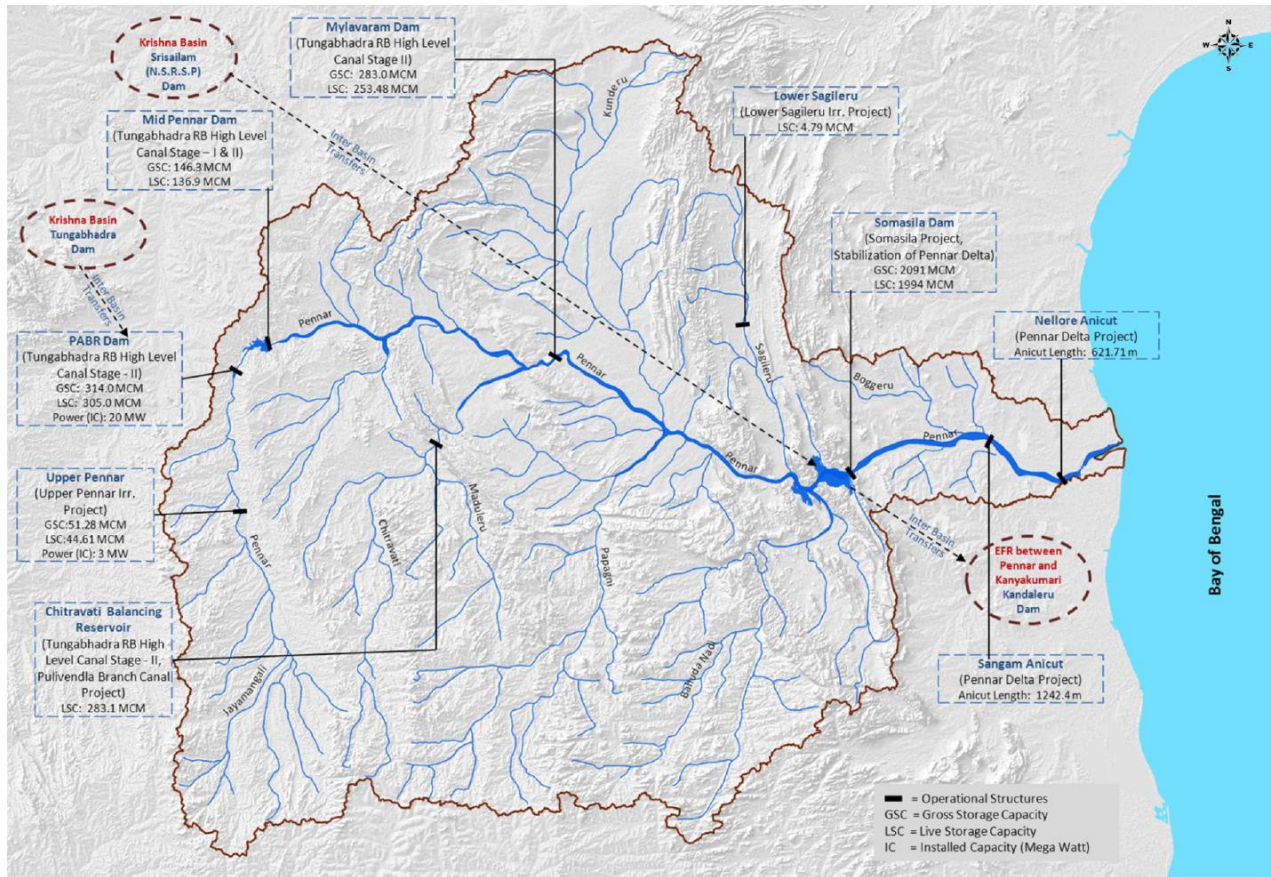 Mylavaram Dam
(Tungabhadra RB High Level
Canal Stage II)
GSC: 283.0 MCM
LSC: 253.48 MCM
N
W
E
S
Krishna Basin
Srisailam
(N.S.R.S.P)
Dam
Inter Basin
Transfers
Mid Pennar Dam
(Tungabhadra RB High Level
Canal Stage – I & II)
GSC: 146.3 MCM
LSC: 136.9 MCM
Kunderu
Lower Sagileru
(Lower Sagileru Irr. Project)
LSC: 4.79 MCM
Krishna Basin
Tungabhadra
Dam
Inter Basin
Transfers
Somasila Dam
(Somasila Project,
Stabilization of Pennar Delta)
GSC: 2091 MCM
LSC: 1994 MCM
PABR Dam
(Tungabhadra RB High Level
Canal Stage - II)
GSC: 314.0MCM
LSC: 305.0 MCM
Power (IC): 20 MW
Nellore Anicut
(Pennar Delta Project)
Anicut Length: 621.71 m
Pennar
Pennar
Sagileru
Boggeru
Pennar
Pennar
Upper Pennar
(Upper Pennar Irr.
Project)
GSC:51.28 MCM
LSC:44.61 MCM
Power (IC): 3 MW
Pennar
Chitravati
Maduleru
Papagni
Inter Basin
Transfers
EFR between
Pennar and
Kanyakumari
Kandaleru
Dam
Bay of Bengal
Chitravati Balancing
Reservoir
(Tungabhadra RB High
Level Canal Stage - II,
Pulivendla Branch Canal
Project)
LSC: 283.1 MCM
Jayamangali
Bahyda Nadi
Sangam Anicut
(Pennar Delta Project)
Anicut Length: 1242.4 m
= Operational Structures
GSC = Gross Storage Capacity
LSC = Live Storage Capacity
IC = Installed Capacity (Mega Watt)